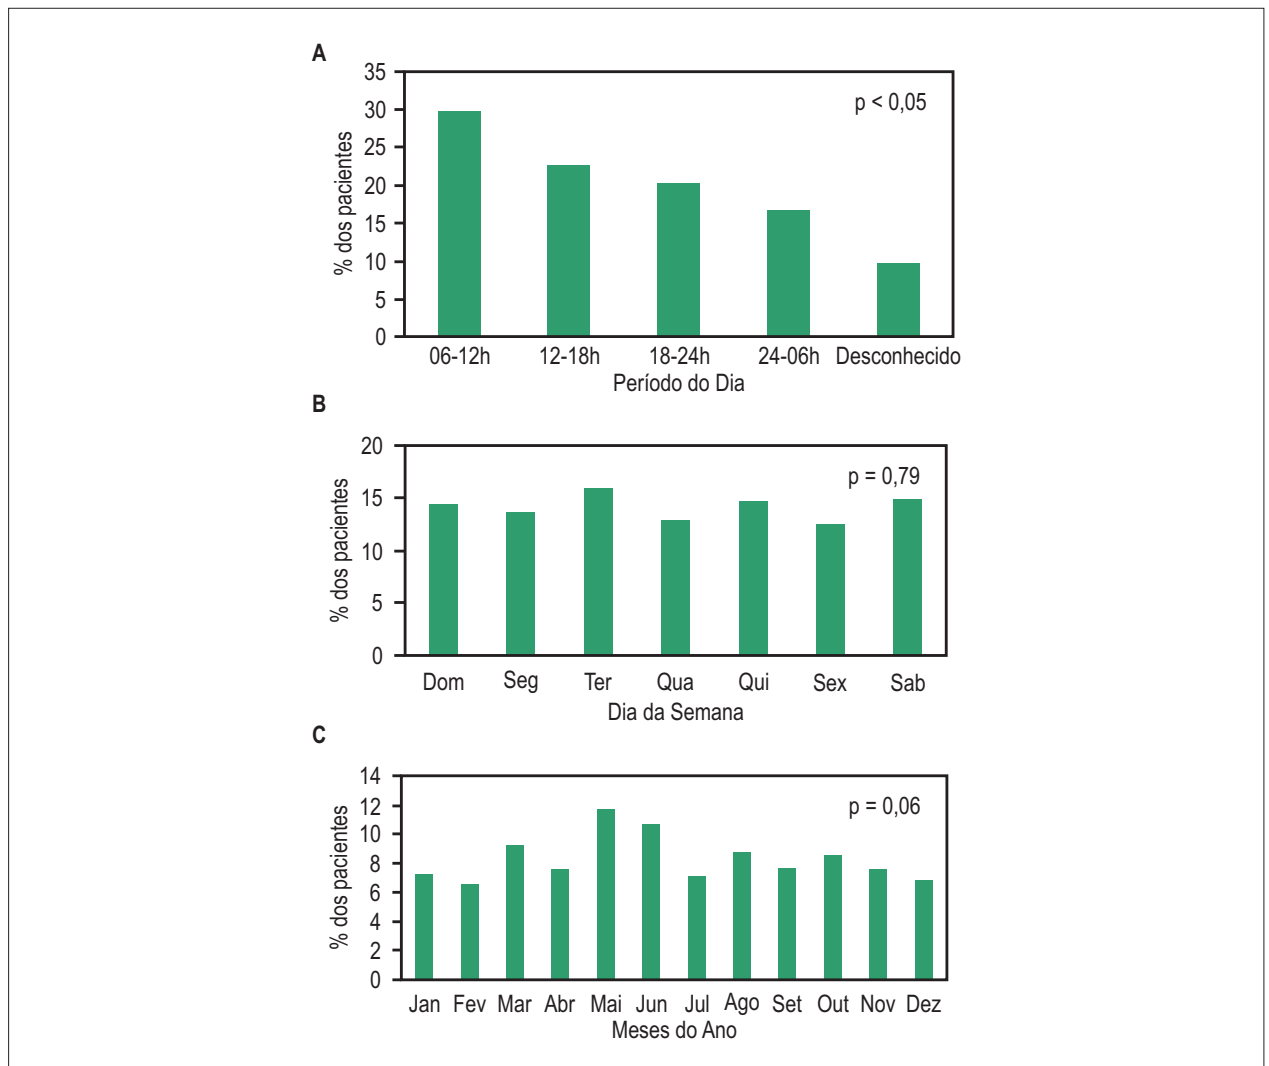 A
35
30
25
20
15
10
5
0
% dos pacientes
p < 0,05
06-12h 12-18h 18-24h 24-06h Desconhecido
Período do Dia
B
20
15
10
5
0
% dos pacientes
p = 0,79
Dom Seg Ter Qua Qui Sex Sab
Dia da Semana
C
14
12
10
8
6
4
2
0
% dos pacientes
p = 0,06
Jan Fev Mar Abr Mai Jun Jul Ago Set Out Nov Dez
Meses do Ano